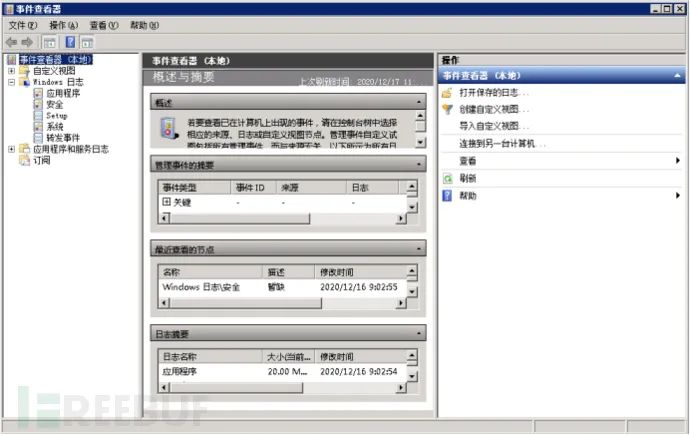 事件查看器
文件(F) 操作(A) 查看(V) 帮助(H)
事件查看器 (本地)
自定义视图
Windows 日志
应用程序
安全
Setup
系统
转发事件
应用程序和服务日志
订阅
事件查看器 (本地)
概述与摘要 上次刷新时间: 2020/12/17 11...
概述
若要查看已在计算机上出现的事件，请在控制台树中选择
相应的来源、日志或自定义视图节点。管理事件自定义试
图包括所有管理事件，而与来源无关。以下所示为所有日
管理事件的摘要
事件类型 事件 ID 来源 日志
关键 - - -
最近查看的节点
名称 描述 修改时间
Windows 日志\安全 暂缺 2020/12/16 9:02:55
日志摘要
日志名称 大小(当前... 修改时间
应用程序 20.00 M... 2020/12/16 9:02:54
操作
事件查看器 (本地)
打开保存的日志...
创建自定义视图...
导入自定义视图...
连接到另一台计算机...
查看
刷新
帮助
FREEBUF